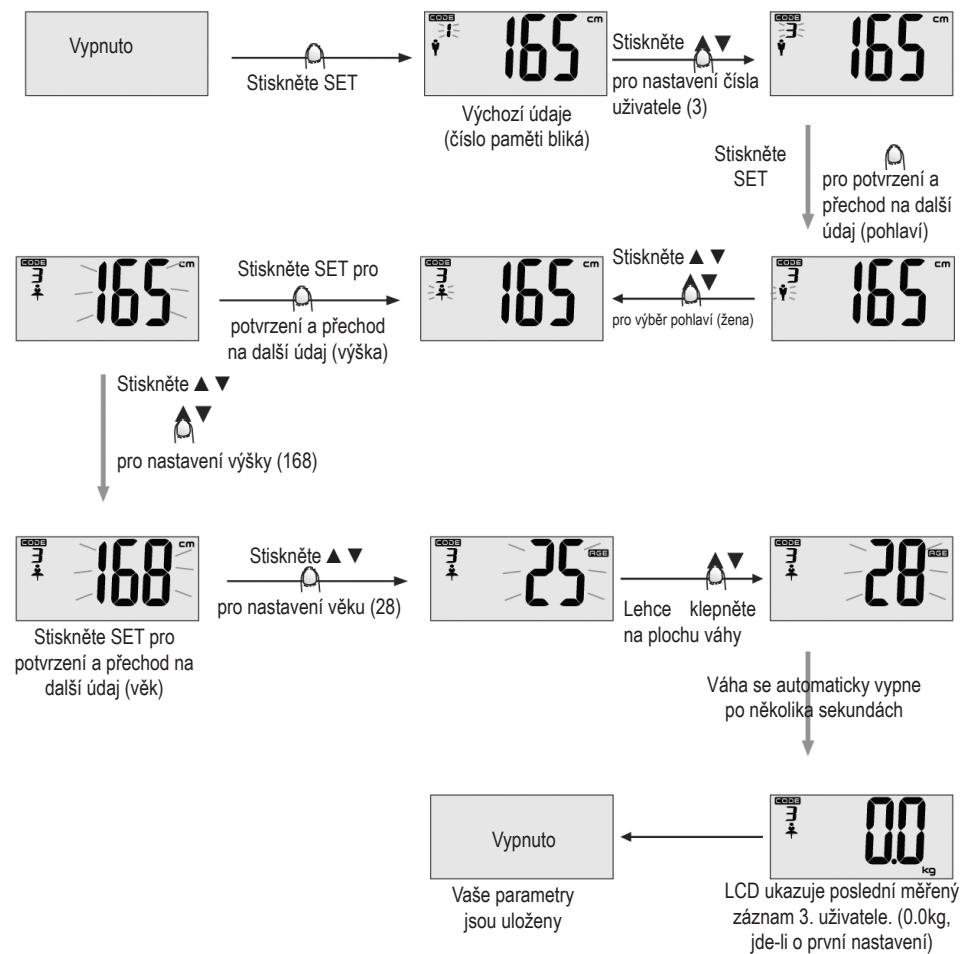 Vypnuto
Stiskněte SET
CODE
1
165
cm
Výchozí údaje
(číslo paměti bliká)
Stiskněte ▲ ▼
pro nastavení čísla
uživatele (3)
CODE
3
165
cm
Stiskněte
SET
pro potvrzení a
přechod na další
údaj (pohlaví)
CODE
3
165
cm
Stiskněte ▲ ▼
▲▼
pro výběr pohlaví (žena)
CODE
3
165
cm
Stiskněte SET pro
potvrzení a přechod
na další údaj (výška)
CODE
3
165
cm
Stiskněte ▲ ▼
▲▼
pro nastavení výšky (168)
CODE
3
168
cm
Stiskněte SET pro
potvrzení a přechod na
další údaj (věk)
Stiskněte ▲ ▼
pro nastavení věku (28)
CODE
3
25
AGE
▲▼
Lehce klepněte
na plochu váhy
CODE
3
28
AGE
Váha se automaticky vypne
po několika sekundách
CODE
3
0.0
kg
LCD ukazuje poslední měřený
záznam 3. uživatele. (0.0kg,
jde-li o první nastavení)
Vypnuto
Vaše parametry
jsou uloženy